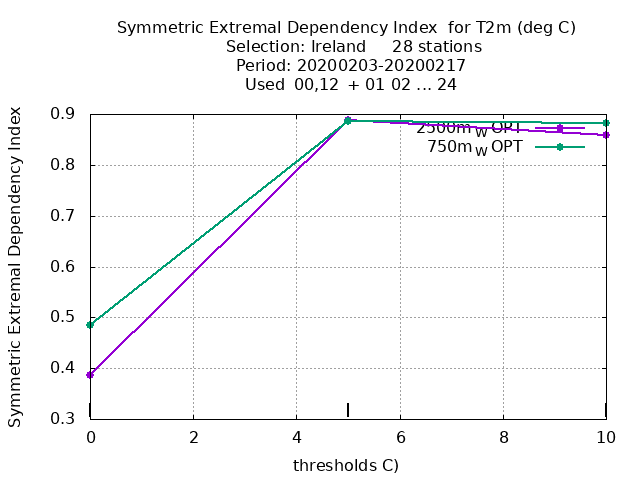 Symmetric Extremal Dependency Index for T2m (deg C)
Selection: Ireland 28 stations
Period: 20200203-20200217
Used 00,12 + 01 02 ... 24
Symmetric Extremal Dependency Index
0.9
0.8
0.7
0.6
0.5
0.4
0.3
2500m W OPT
750m W OPT
0 2 4 6 8 10
thresholds C)